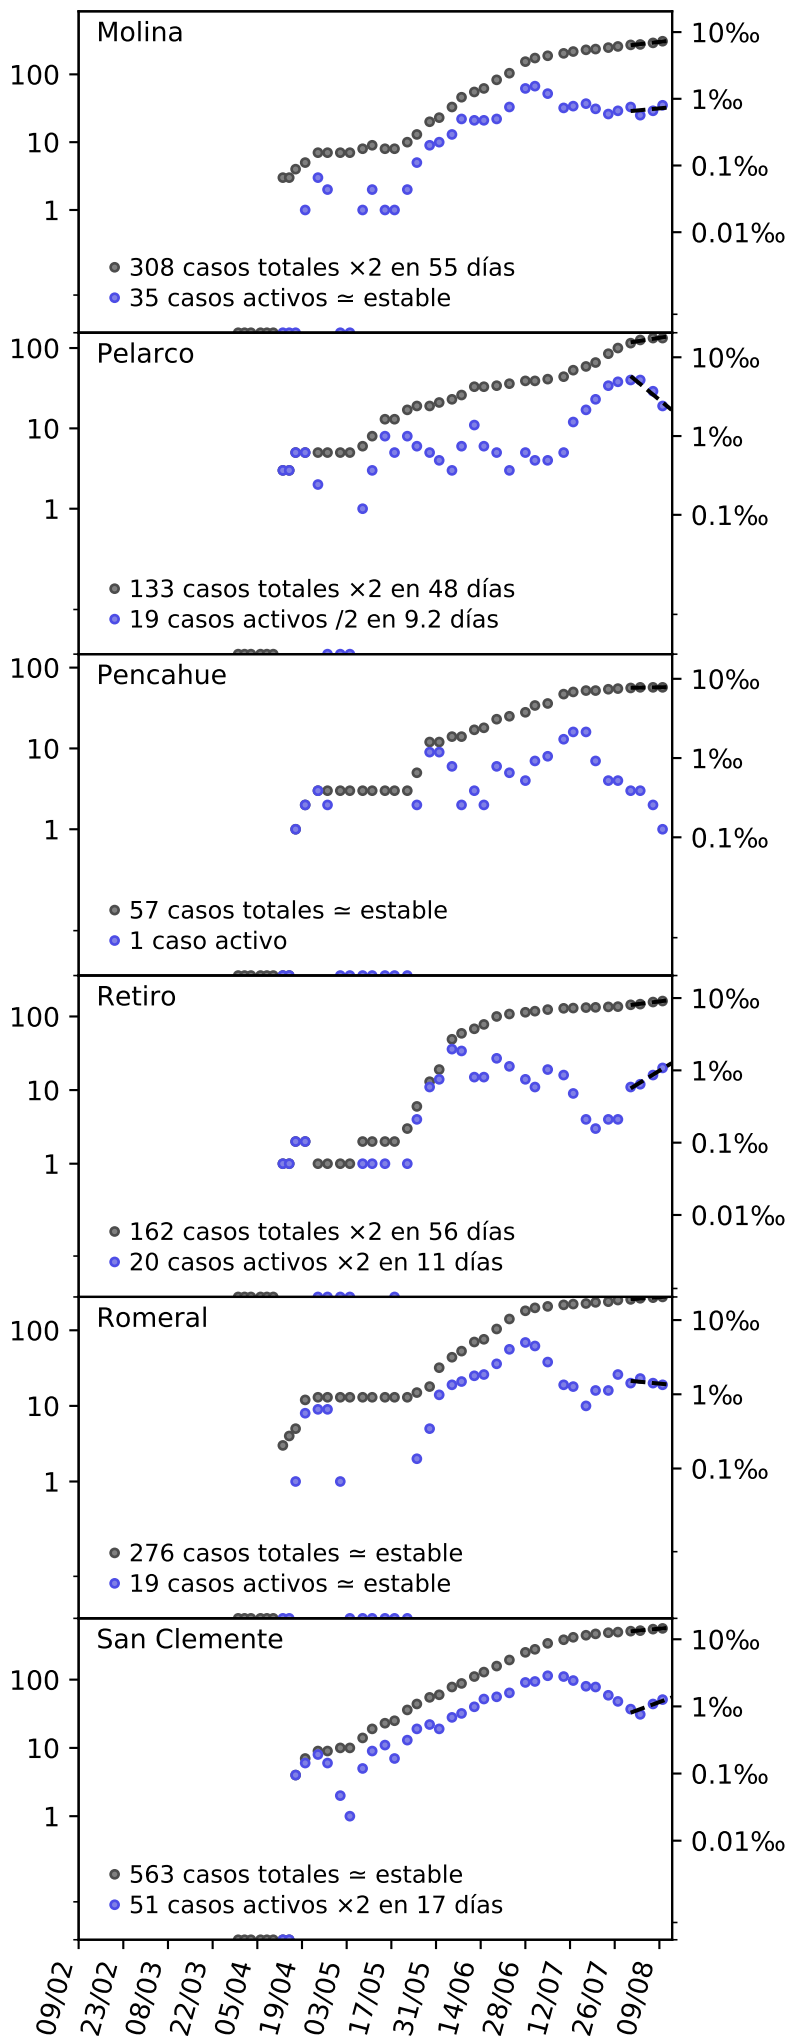 Molina
100
10
1
10‰
1‰
0.1‰
0.01‰
308 casos totales ×2 en 55 días
35 casos activos ≃ estable
Pelarco
100
10
1
10‰
1‰
0.1‰
133 casos totales ×2 en 48 días
19 casos activos /2 en 9.2 días
Pencahue
100
10
1
10‰
1‰
0.1‰
57 casos totales ≃ estable
1 caso activo
Retiro
100
10
1
10‰
1‰
0.1‰
0.01‰
162 casos totales ×2 en 56 días
20 casos activos ×2 en 11 días
Romeral
100
10
1
10‰
1‰
0.1‰
276 casos totales ≃ estable
19 casos activos ≃ estable
San Clemente
100
10
1
10‰
1‰
0.1‰
0.01‰
563 casos totales ≃ estable
51 casos activos ×2 en 17 días
09/02
23/02
08/03
22/03
05/04
19/04
03/05
17/05
31/05
14/06
28/06
12/07
26/07
09/08